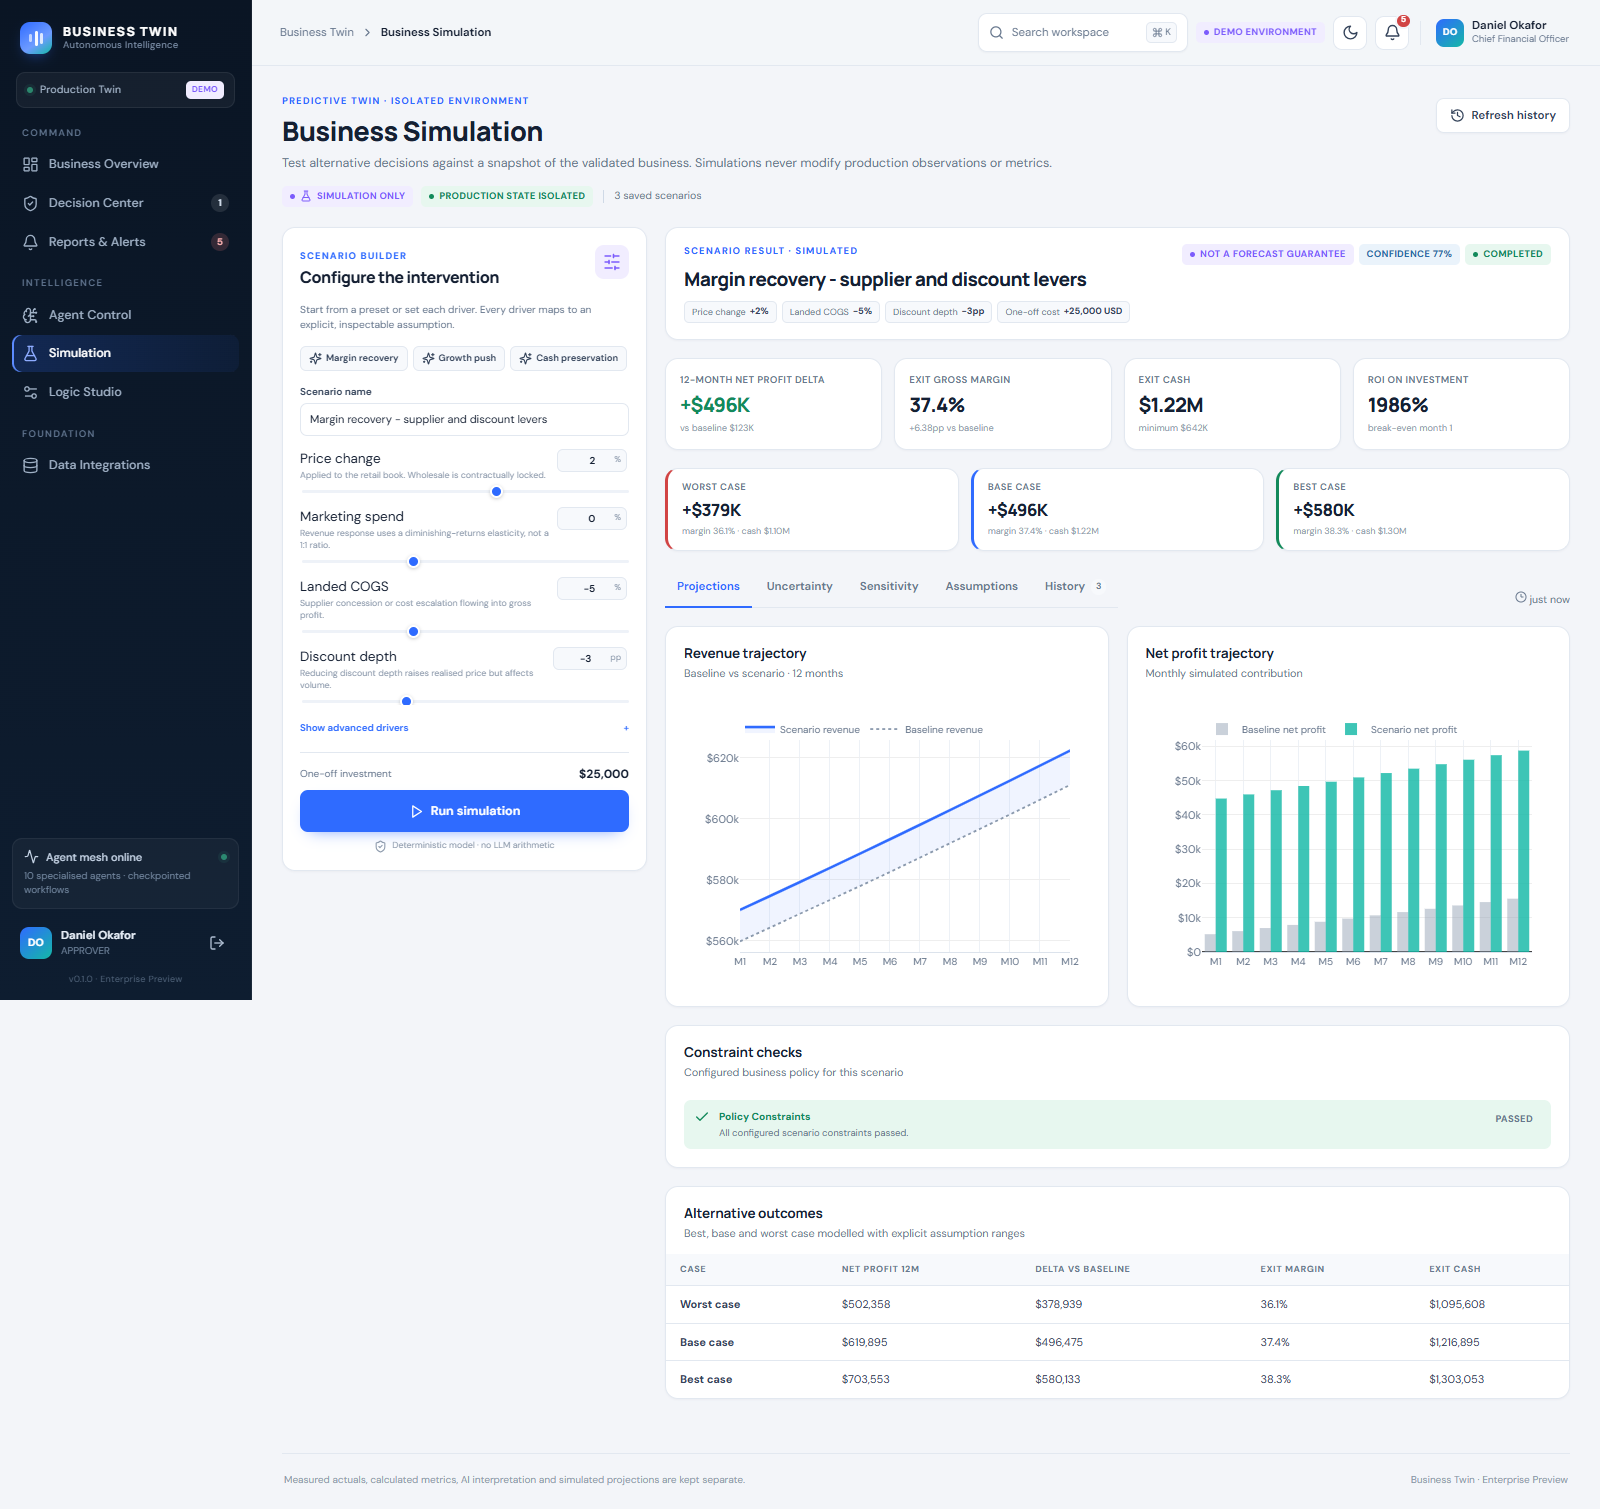 BUSINESS TWIN
Autonomous Intelligence
Production Twin DEMO
COMMAND
Business Overview
Decision Center 1
Reports & Alerts 5
INTELLIGENCE
Agent Control
Simulation
Logic Studio
FOUNDATION
Data Integrations
Agent mesh online
10 specialised agents · checkpointed
workflows
DO Daniel Okafor
APPROVER
v0.1.0 · Enterprise Preview
Business Twin > Business Simulation
Search workspace ⌘ K
DEMO ENVIRONMENT
5
DO Daniel Okafor
Chief Financial Officer
PREDICTIVE TWIN · ISOLATED ENVIRONMENT
Business Simulation
Test alternative decisions against a snapshot of the validated business. Simulations never modify production observations or metrics.
Refresh history
SIMULATION ONLY PRODUCTION STATE ISOLATED 3 saved scenarios
SCENARIO BUILDER
Configure the intervention
Start from a preset or set each driver. Every driver maps to an
explicit, inspectable assumption.
Margin recovery Growth push Cash preservation
Scenario name
Margin recovery - supplier and discount levers
Price change 2 %
Applied to the retail book. Wholesale is contractually locked.
Marketing spend 0 %
Revenue response uses a diminishing-returns elasticity, not a
1:1 ratio.
Landed COGS -5 %
Supplier concession or cost escalation flowing into gross
profit.
Discount depth -3 pp
Reducing discount depth raises realised price but affects
volume.
Show advanced drivers +
One-off investment $25,000
Run simulation
Deterministic model · no LLM arithmetic
SCENARIO RESULT · SIMULATED
NOT A FORECAST GUARANTEE CONFIDENCE 77% COMPLETED
Margin recovery - supplier and discount levers
Price change +2% Landed COGS -5% Discount depth -3pp One-off cost +25,000 USD
12-MONTH NET PROFIT DELTA
+$496K
vs baseline $123K
EXIT GROSS MARGIN
37.4%
+6.38pp vs baseline
EXIT CASH
$1.22M
minimum $642K
ROI ON INVESTMENT
1986%
break-even month 1
WORST CASE
+$379K
margin 36.1% · cash $1.10M
BASE CASE
+$496K
margin 37.4% · cash $1.22M
BEST CASE
+$580K
margin 38.3% · cash $1.30M
Projections Uncertainty Sensitivity Assumptions History 3
just now
Revenue trajectory
Baseline vs scenario · 12 months
Scenario revenue Baseline revenue
$620k
$600k
$580k
$560k
M1 M2 M3 M4 M5 M6 M7 M8 M9 M10 M11 M12
Net profit trajectory
Monthly simulated contribution
Baseline net profit Scenario net profit
$60k
$50k
$40k
$30k
$20k
$10k
$0
M1 M2 M3 M4 M5 M6 M7 M8 M9 M10 M11 M12
Constraint checks
Configured business policy for this scenario
Policy Constraints
All configured scenario constraints passed.
PASSED
Alternative outcomes
Best, base and worst case modelled with explicit assumption ranges
CASE NET PROFIT 12M DELTA VS BASELINE EXIT MARGIN EXIT CASH
Worst case $502,358 $378,939 36.1% $1,095,608
Base case $619,895 $496,475 37.4% $1,216,895
Best case $703,553 $580,133 38.3% $1,303,053
Measured actuals, calculated metrics, AI interpretation and simulated projections are kept separate.
Business Twin · Enterprise Preview